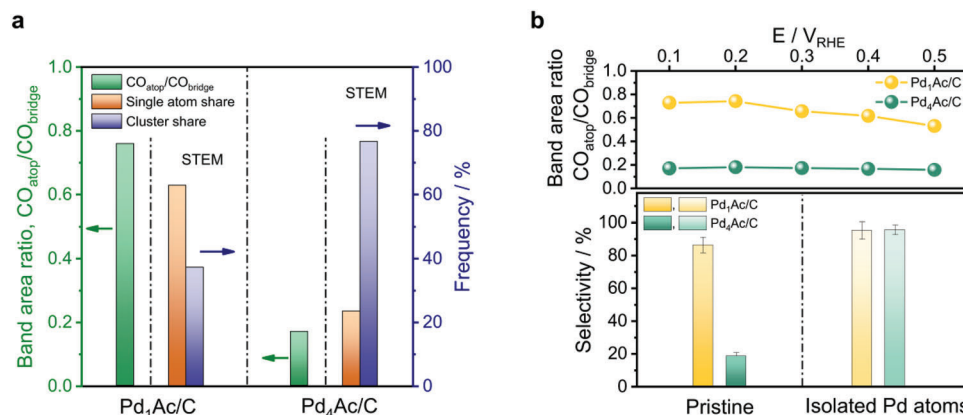 a
Band area ratio, CO_atop/CO_bridge
1.0
0.8
0.6
0.4
0.2
0.0
CO_atop/CO_bridge
Single atom share
Cluster share
STEM
STEM
100
80
60
40
20
0
Frequency / %
Pd₁Ac/C
Pd₄Ac/C
b
E / V_RHE
0.1 0.2 0.3 0.4 0.5
Band area ratio
CO_atop/CO_bridge
1.0
0.8
0.6
0.4
0.2
0.0
Pd₁Ac/C
Pd₄Ac/C
Selectivity / %
100
80
60
40
20
0
, Pd₁Ac/C
, Pd₄Ac/C
Pristine
Isolated Pd atoms